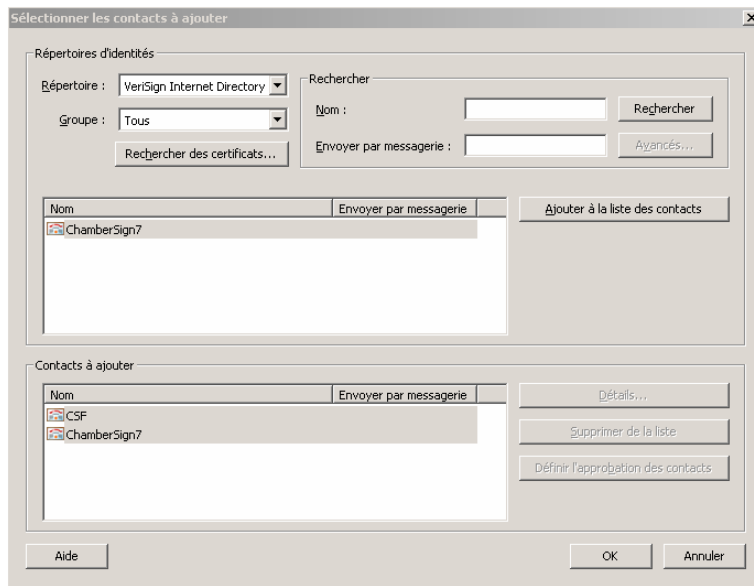 Sélectionner les contacts à ajouter
Répertoires d'identités
Répertoire : VeriSign Internet Directory
Groupe : Tous
Rechercher des certificats...
Rechercher
Nom : Rechercher
Envoyer par messagerie : Avancés...
Nom Envoyer par messagerie
ChamberSign7
Ajouter à la liste des contacts
Contacts à ajouter
Nom Envoyer par messagerie
CSF
ChamberSign7
Détails...
Supprimer de la liste
Définir l'approbation des contacts
Aide OK Annuler